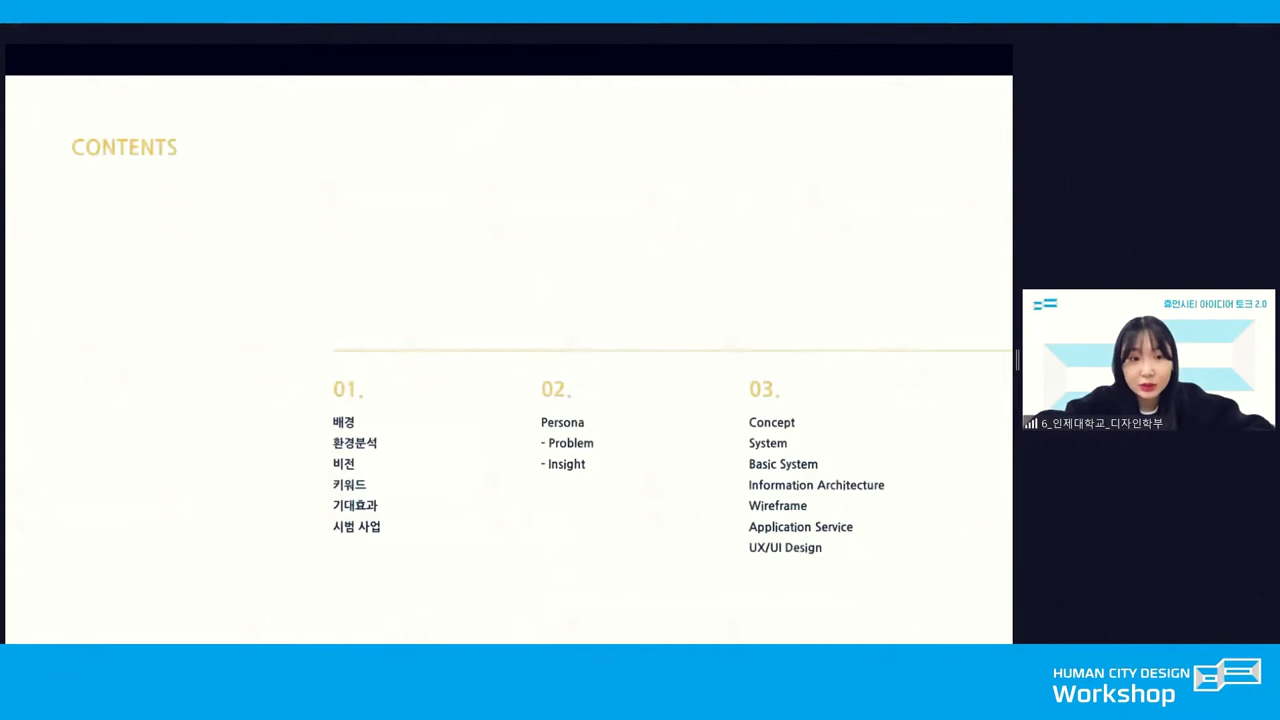 CONTENTS
01.
배경
환경분석
비전
키워드
기대효과
시범 사업
02.
Persona
- Problem
- Insight
03.
Concept
System
Basic System
Information Architecture
Wireframe
Application Service
UX/UI Design
휴먼시티 아이디어 토크 2.0
6_인제대학교_디자인학부
HUMAN CITY DESIGN
Workshop